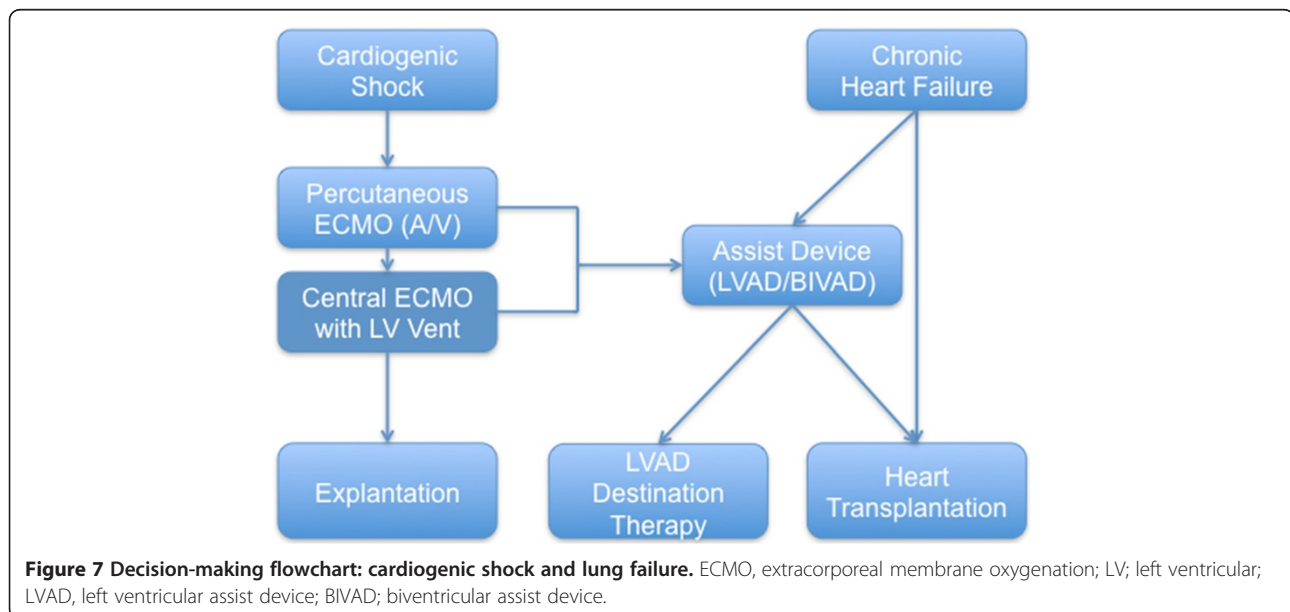 Cardiogenic
Shock
Chronic
Heart Failure
Percutaneous
ECMO (A/V)
Assist Device
(LVAD/BIVAD)
Central ECMO
with LV Vent
Explantation
LVAD
Destination
Therapy
Heart
Transplantation
Figure 7 Decision-making flowchart: cardiogenic shock and lung failure. ECMO, extracorporeal membrane oxygenation; LV; left ventricular;
LVAD, left ventricular assist device; BIVAD; biventricular assist device.